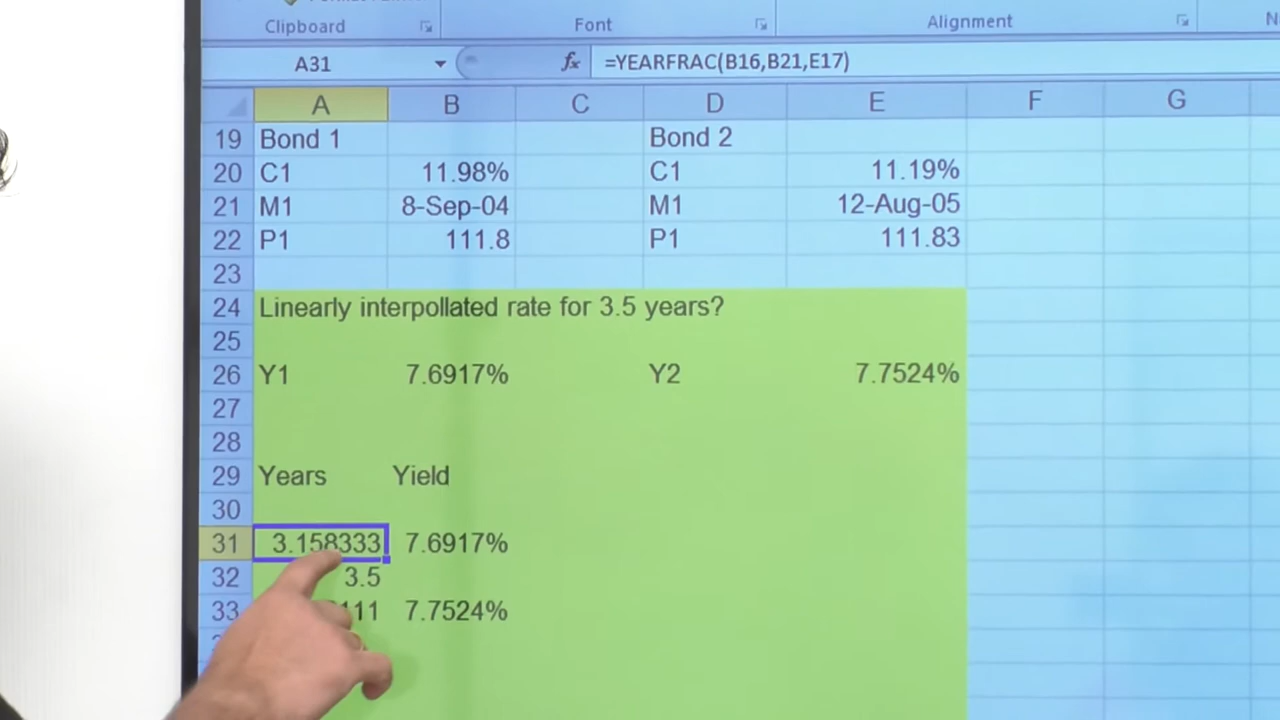 Clipboard Font Alignment
A31 fx =YEARFRAC(B16,B21,E17)
A B C D E F G
19 Bond 1 Bond 2
20 C1 11.98% C1 11.19%
21 M1 8-Sep-04 M1 12-Aug-05
22 P1 111.8 P1 111.83
23
24 Linearly interpollated rate for 3.5 years?
25
26 Y1 7.6917% Y2 7.7524%
27
28
29 Years Yield
30
31 3.158333 7.6917%
32 3.5
33 111 7.7524%